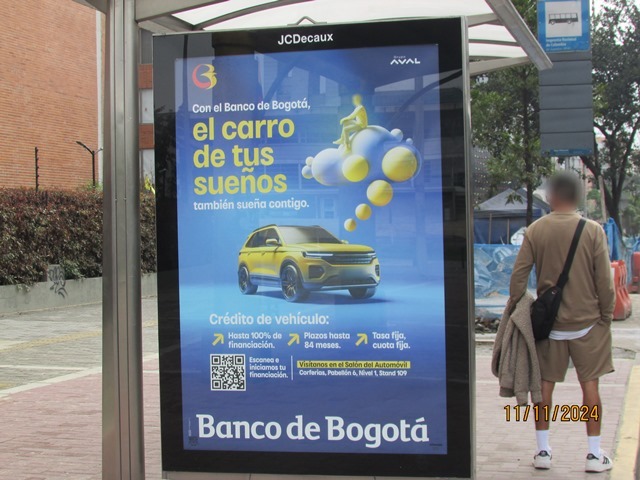 JCDecaux
Grupo
AVAL
Con el Banco de Bogotá,
el carro
de tus
sueños
también sueña contigo.
Crédito de vehículo:
Hasta 100% de
financiación.
Plazos hasta
84 meses.
Tasa fija,
cuota fija.
Escanea e
iniciamos tu
financiación.
Visítanos en el Salón del Automóvil
Corferias, Pabellón 6, Nivel 1, Stand 109
Banco de Bogotá
11/11/2024